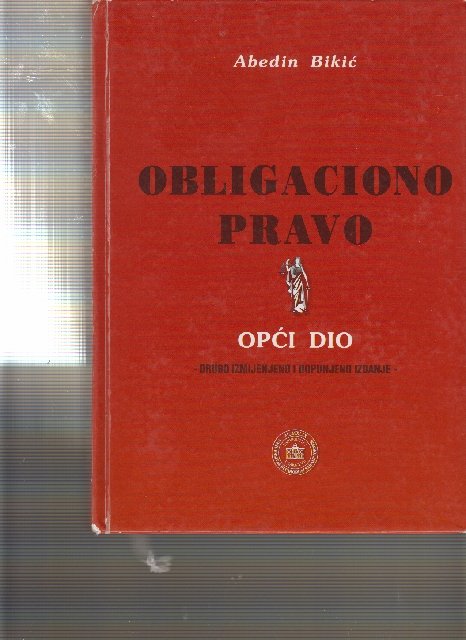 Abedin Bikić
OBLIGACIONO
PRAVO
OPĆI DIO
- DRUGO IZMIJENJENO I DOPUNJENO IZDANJE -